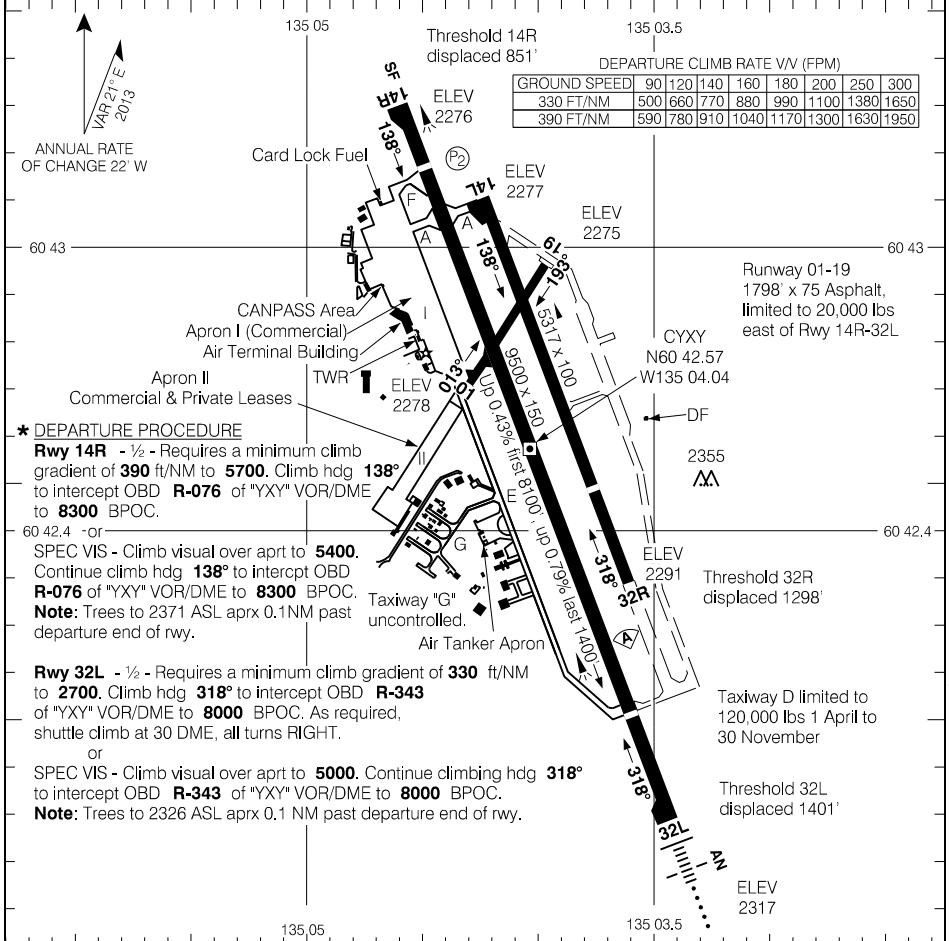 135 05
135 03.5
Threshold 14R
displaced 851'
DEPARTURE CLIMB RATE V/V (FPM)
GROUND SPEED 90 120 140 160 180 200 250 300
330 FT/NM 500 660 770 880 990 1100 1380 1650
390 FT/NM 590 780 910 1040 1170 1300 1630 1950
VAR 21° E
2013
ANNUAL RATE
OF CHANGE 22' W
SF
14R
ELEV
2276
138°
Card Lock Fuel
P2
14L
ELEV
2277
F
A
A
ELEV
2275
60 43
60 43
138°
19
193°
Runway 01-19
1798' x 75 Asphalt,
limited to 20,000 lbs
east of Rwy 14R-32L
CANPASS Area
Apron I (Commercial)
Air Terminal Building
TWR
I
5317 x 100
9500 x 150
CYXY
N60 42.57
W135 04.04
Apron II
Commercial & Private Leases
ELEV
2278
013°
01
Up 0.43% first 8100', up 0.79% last 1400'
DF
2355
II
E
G
* DEPARTURE PROCEDURE
Rwy 14R - ½ - Requires a minimum climb
gradient of 390 ft/NM to 5700. Climb hdg 138°
to intercept OBD R-076 of "YXY" VOR/DME
to 8300 BPOC.
60 42.4
60 42.4
or
SPEC VIS - Climb visual over aprt to 5400.
Continue climb hdg 138° to intercpt OBD
R-076 of "YXY" VOR/DME to 8300 BPOC.
Note: Trees to 2371 ASL aprx 0.1NM past
departure end of rwy.
Taxiway "G"
uncontrolled.
Air Tanker Apron
318°
32R
ELEV
2291
Threshold 32R
displaced 1298'
A
Rwy 32L - ½ - Requires a minimum climb gradient of 330 ft/NM
to 2700. Climb hdg 318° to intercept OBD R-343
of "YXY" VOR/DME to 8000 BPOC. As required,
shuttle climb at 30 DME, all turns RIGHT.
or
SPEC VIS - Climb visual over aprt to 5000. Continue climbing hdg 318°
to intercept OBD R-343 of "YXY" VOR/DME to 8000 BPOC.
Note: Trees to 2326 ASL aprx 0.1 NM past departure end of rwy.
Taxiway D limited to
120,000 lbs 1 April to
30 November
318°
Threshold 32L
displaced 1401'
32L
AN
ELEV
2317
135 05
135 03.5